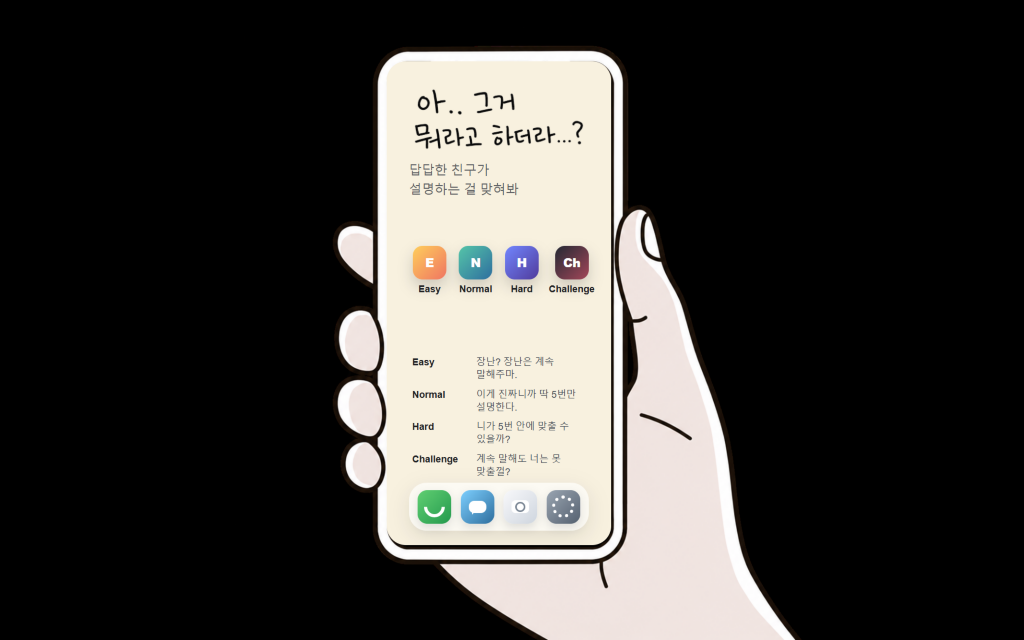 아.. 그거
뭐라고 하더라...?
답답한 친구가
설명하는 걸 맞혀봐
E N H Ch
Easy Normal Hard Challenge
Easy 장난? 장난은 계속
말해주마.
Normal 이게 진짜니까 딱 5번만
설명한다.
Hard 니가 5번 안에 맞출 수
있을까?
Challenge 계속 말해도 너는 못
맞출껄?